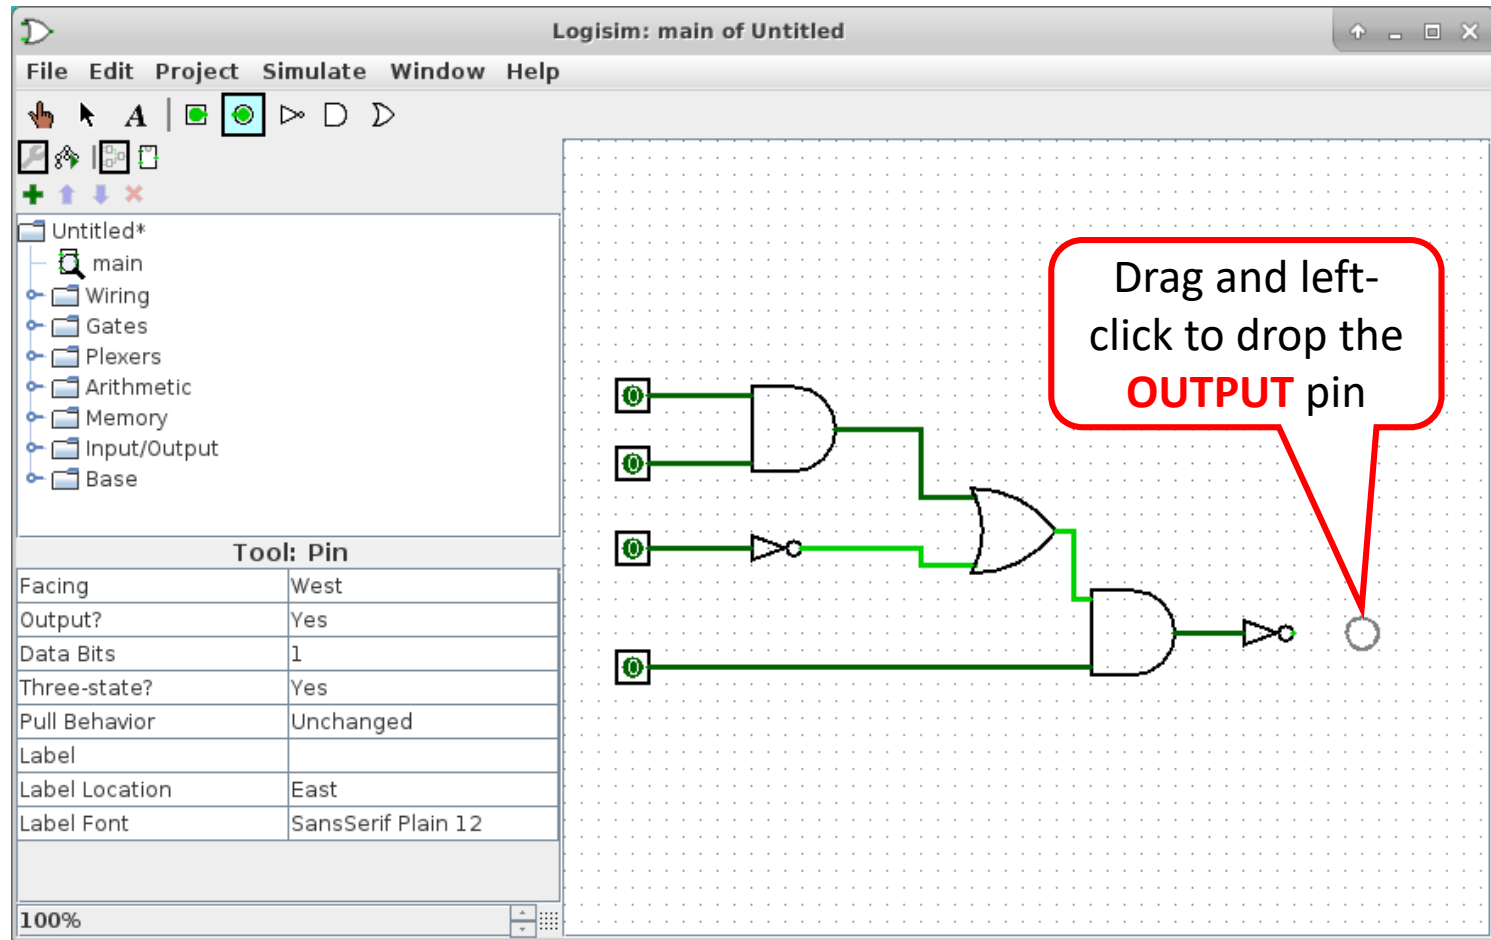 Logisim: main of Untitled
File Edit Project Simulate Window Help
A
Untitled*
main
Wiring
Gates
Plexers
Arithmetic
Memory
Input/Output
Base
Tool: Pin
Facing West
Output? Yes
Data Bits 1
Three-state? Yes
Pull Behavior Unchanged
Label
Label Location East
Label Font SansSerif Plain 12
100%
Drag and left-
click to drop the
OUTPUT pin
0
0
0
0